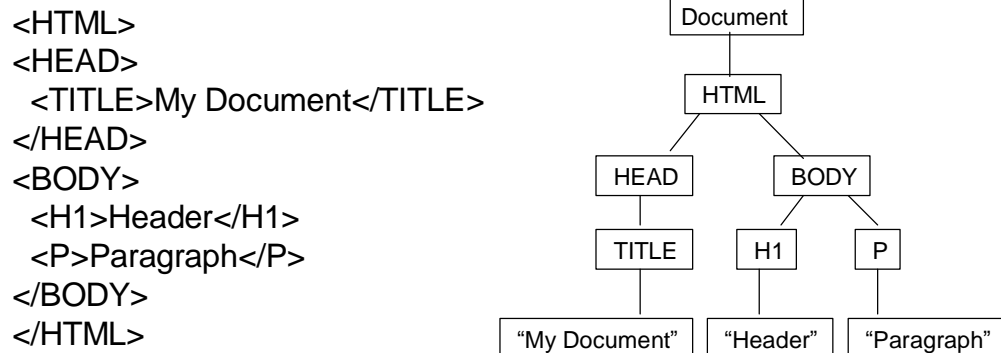 <HTML>
<HEAD>
<TITLE>My Document</TITLE>
</HEAD>
<BODY>
<H1>Header</H1>
<P>Paragraph</P>
</BODY>
</HTML>
Document
HTML
HEAD BODY
TITLE H1 P
“My Document” “Header” “Paragraph”